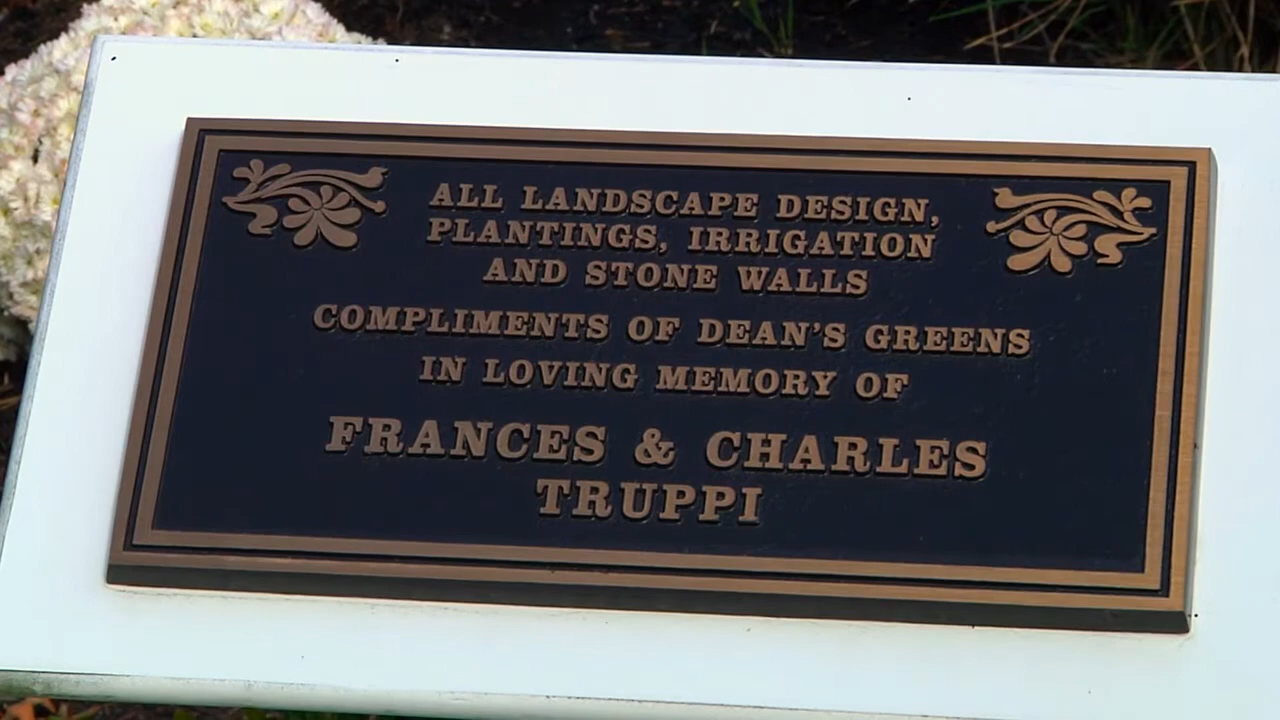 ALL LANDSCAPE DESIGN,
PLANTINGS, IRRIGATION
AND STONE WALLS
COMPLIMENTS OF DEAN'S GREENS
IN LOVING MEMORY OF
FRANCES & CHARLES
TRUPPI